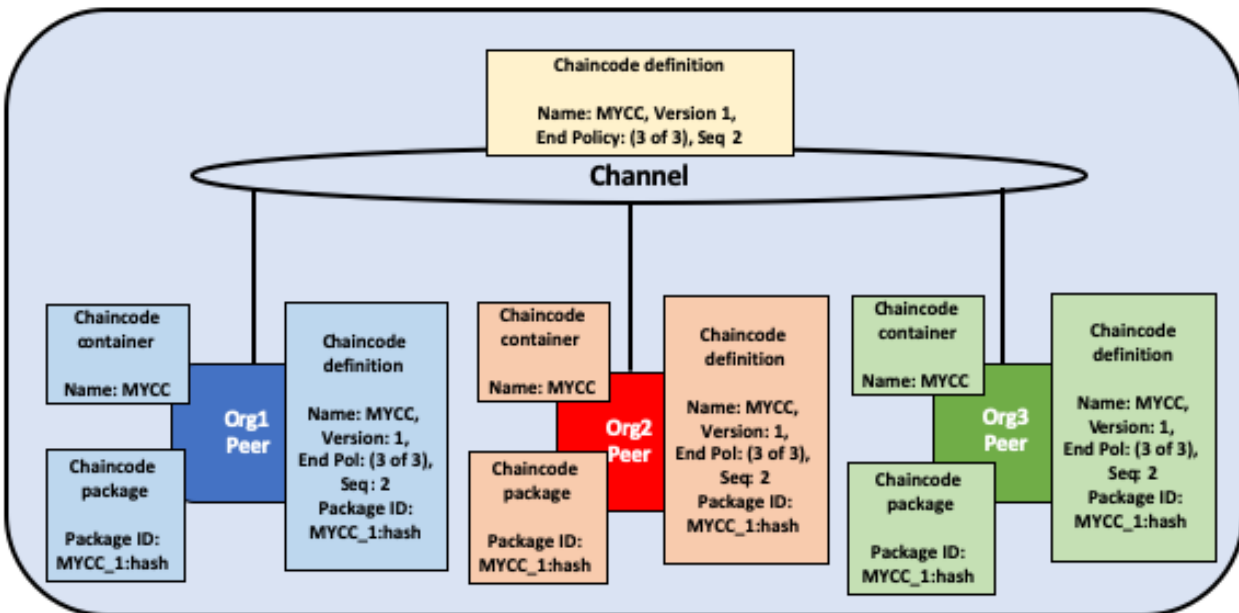 Chaincode definition
Name: MYCC, Version 1,
End Policy: (3 of 3), Seq 2
Channel
Chaincode
container
Name: MYCC
Org1
Peer
Chaincode
package
Package ID:
MYCC_1:hash
Chaincode
definition
Name: MYCC,
Version: 1,
End Pol: (3 of 3),
Seq: 2
Package ID:
MYCC_1:hash
Chaincode
container
Name: MYCC
Org2
Peer
Chaincode
package
Package ID:
MYCC_1:hash
Chaincode
definition
Name: MYCC,
Version: 1,
End Pol: (3 of 3),
Seq: 2
Package ID:
MYCC_1:hash
Chaincode
container
Name: MYCC
Org3
Peer
Chaincode
package
Package ID:
MYCC_1:hash
Chaincode
definition
Name: MYCC,
Version: 1,
End Pol: (3 of 3),
Seq: 2
Package ID:
MYCC_1:hash